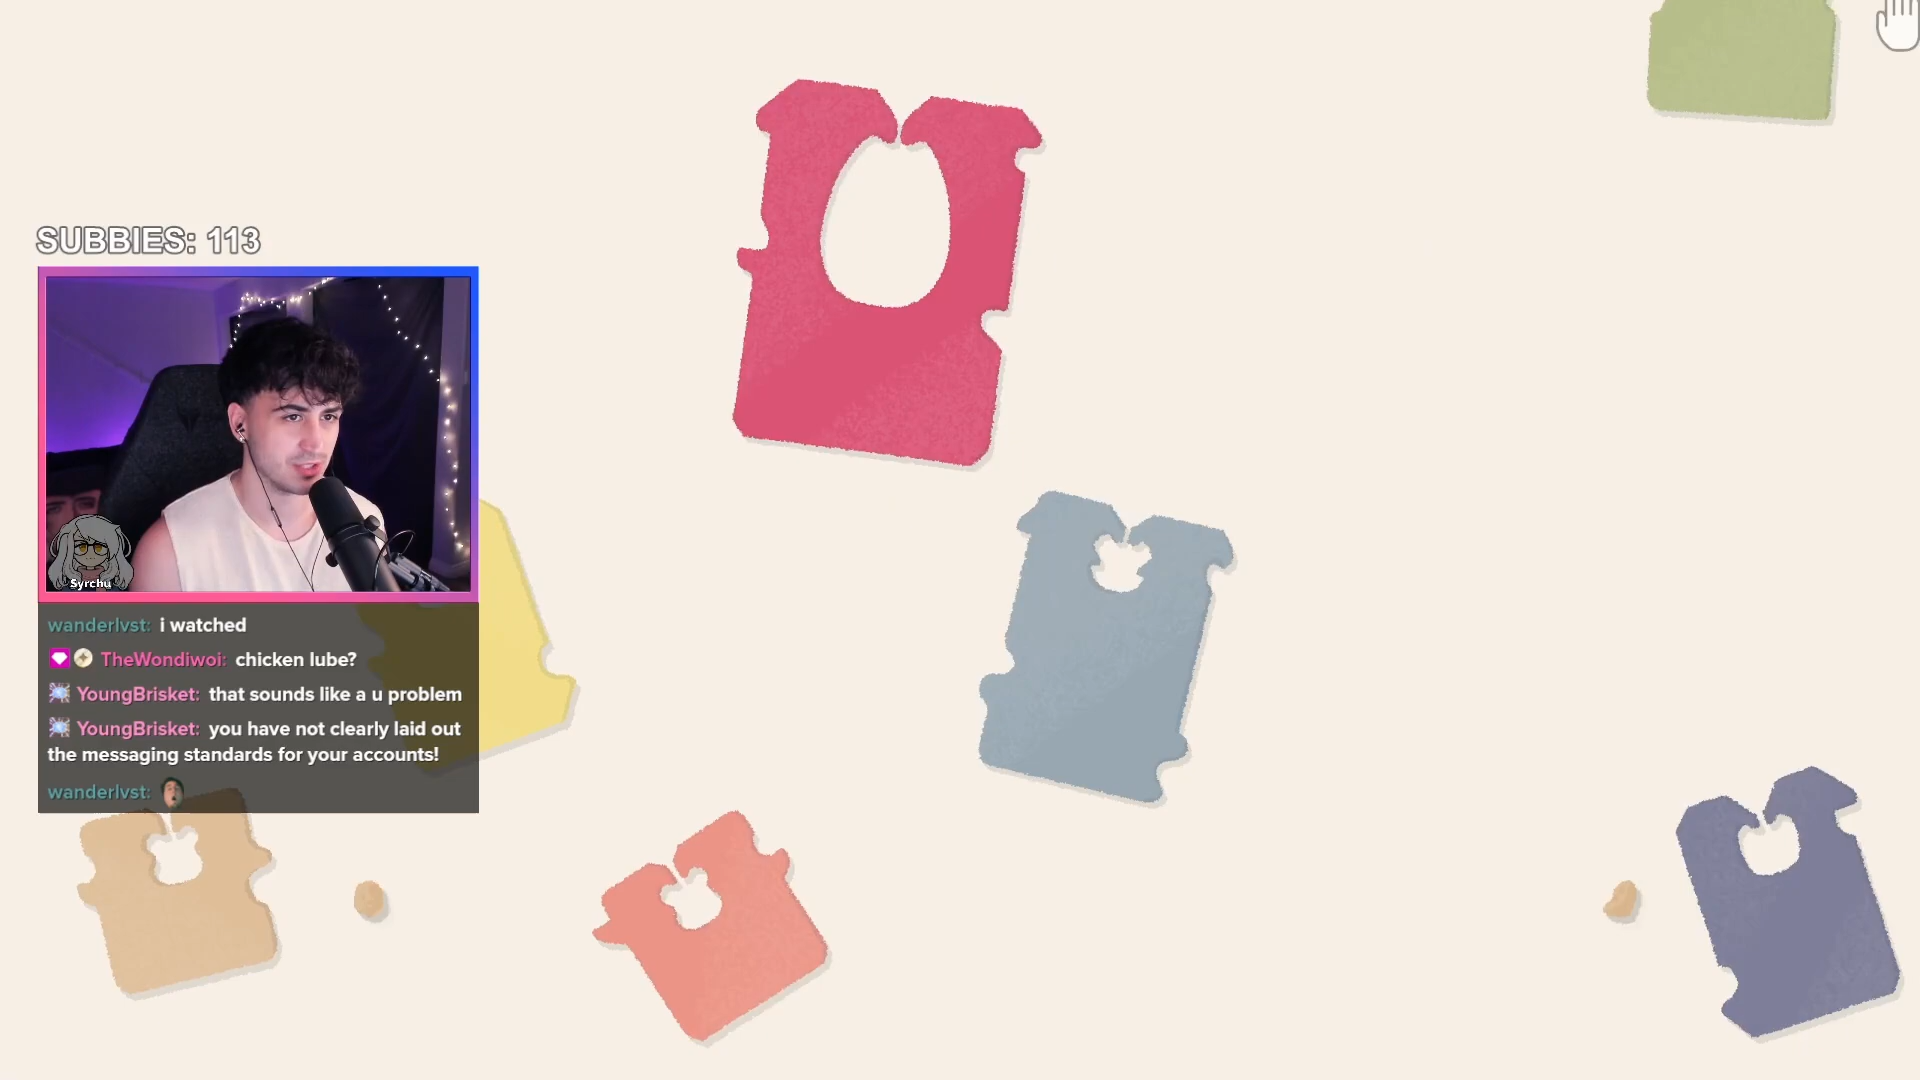 SUBBIES: 113
Syrchu
wanderlvst: i watched
TheWondiwoi: chicken lube?
YoungBrisket: that sounds like a u problem
YoungBrisket: you have not clearly laid out
the messaging standards for your accounts!
wanderlvst: